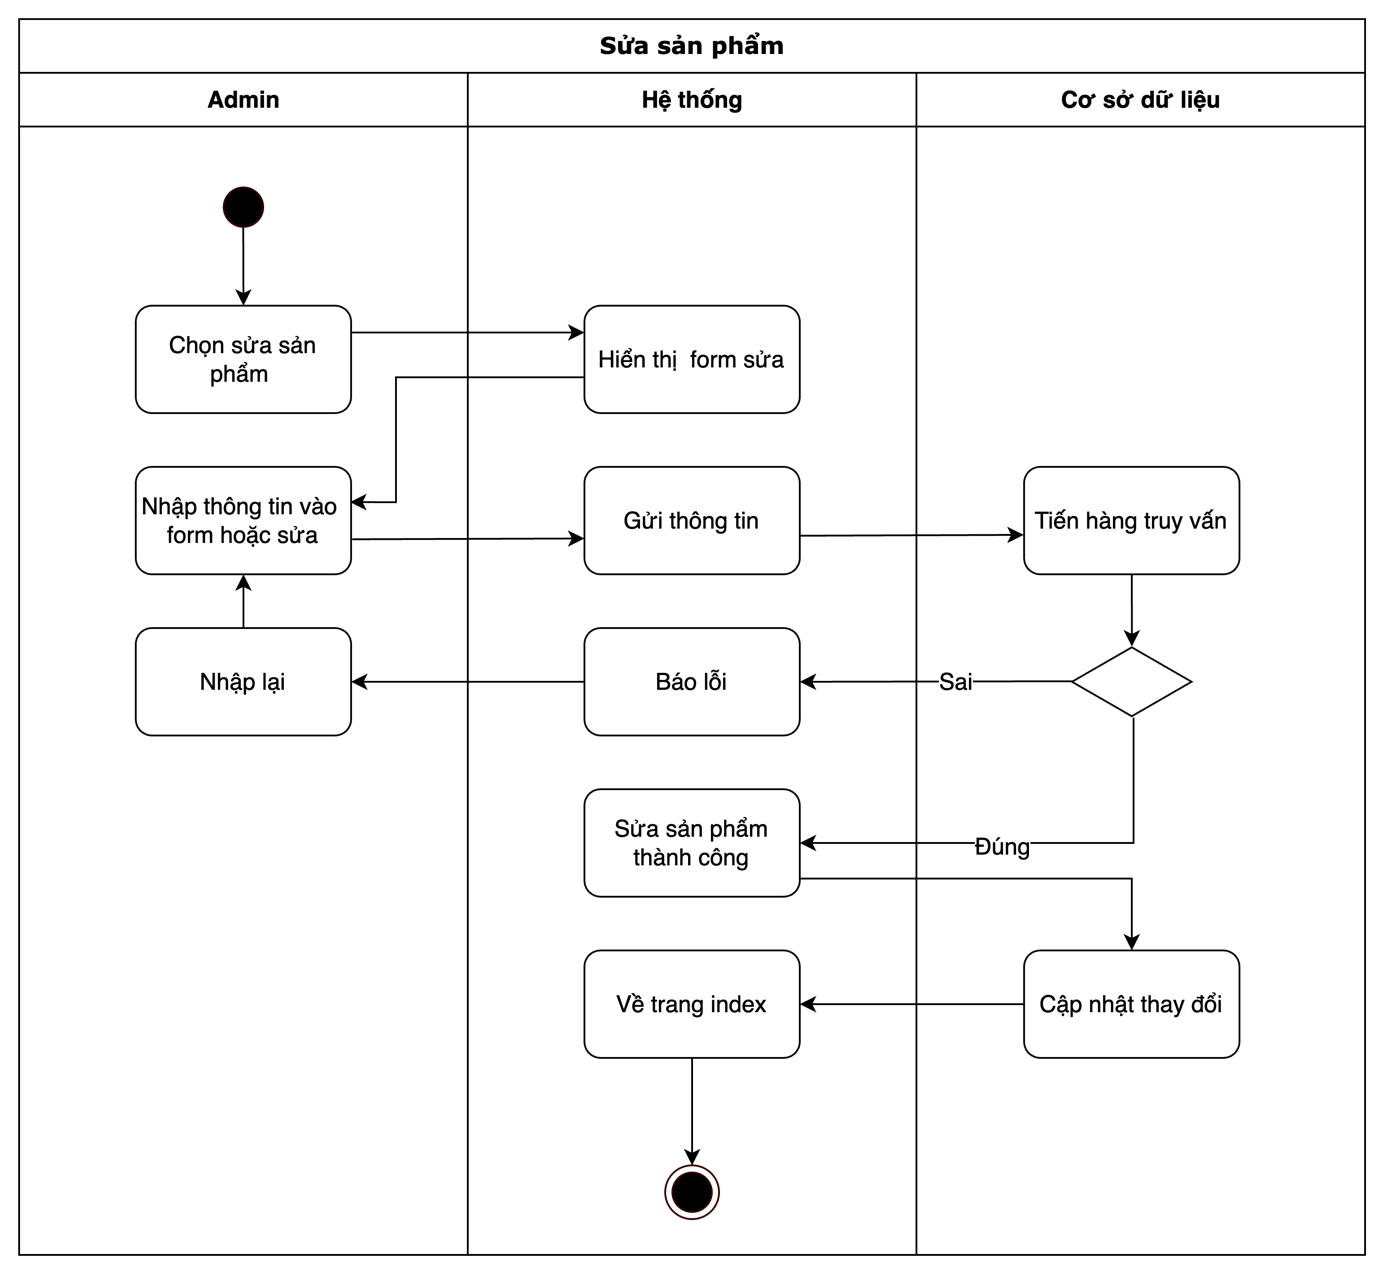 Sửa sản phẩm
Admin
Hệ thống
Cơ sở dữ liệu
Chọn sửa sản
phẩm
Hiển thị form sửa
Nhập thông tin vào
form hoặc sửa
Gửi thông tin
Tiến hàng truy vấn
Nhập lại
Báo lỗi
Sai
Sửa sản phẩm
thành công
Đúng
Về trang index
Cập nhật thay đổi